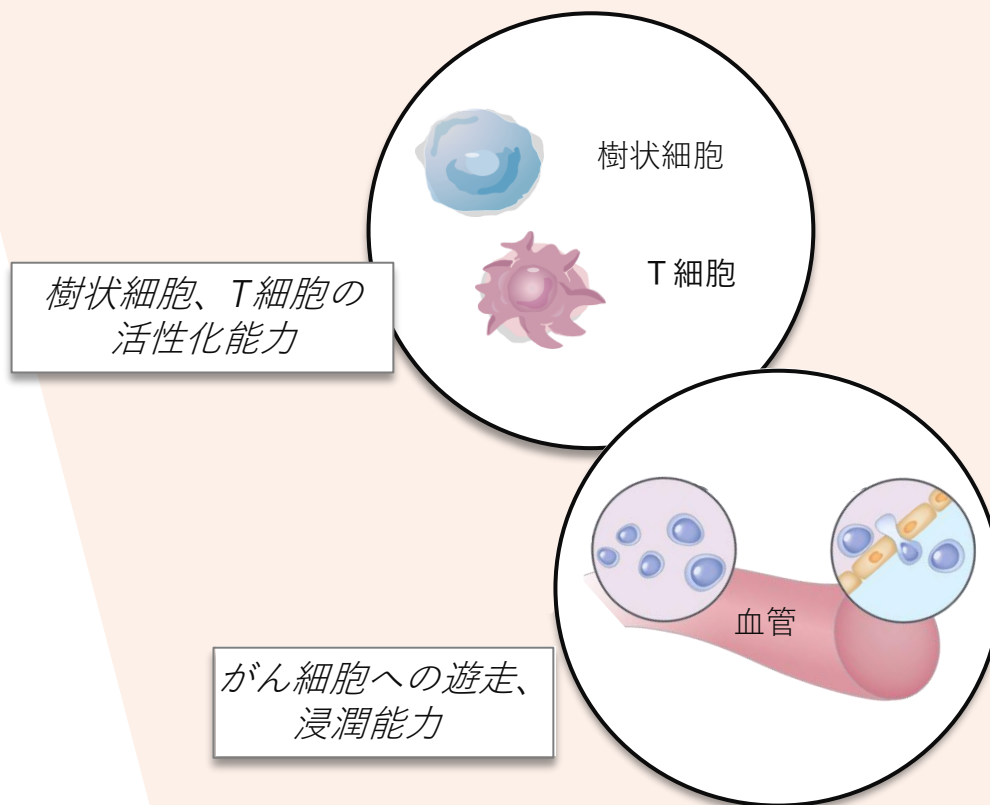 樹状細胞
T 細胞
樹状細胞、T細胞の
活性化能力
血管
がん細胞への遊走、
浸潤能力